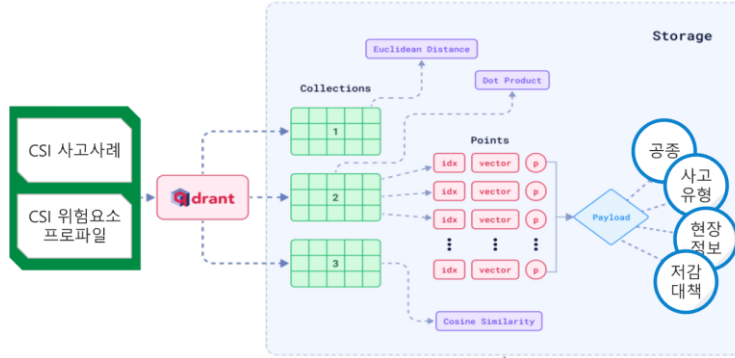 Storage
Euclidean Distance
Dot Product
Collections
CSI 사고사례
CSI 위험요소
프로파일
qdrant
1
2
3
Points
idx vector p
idx vector p
idx vector p
idx vector p
Payload
공종
사고
유형
현장
정보
저감
대책
Cosine Similarity